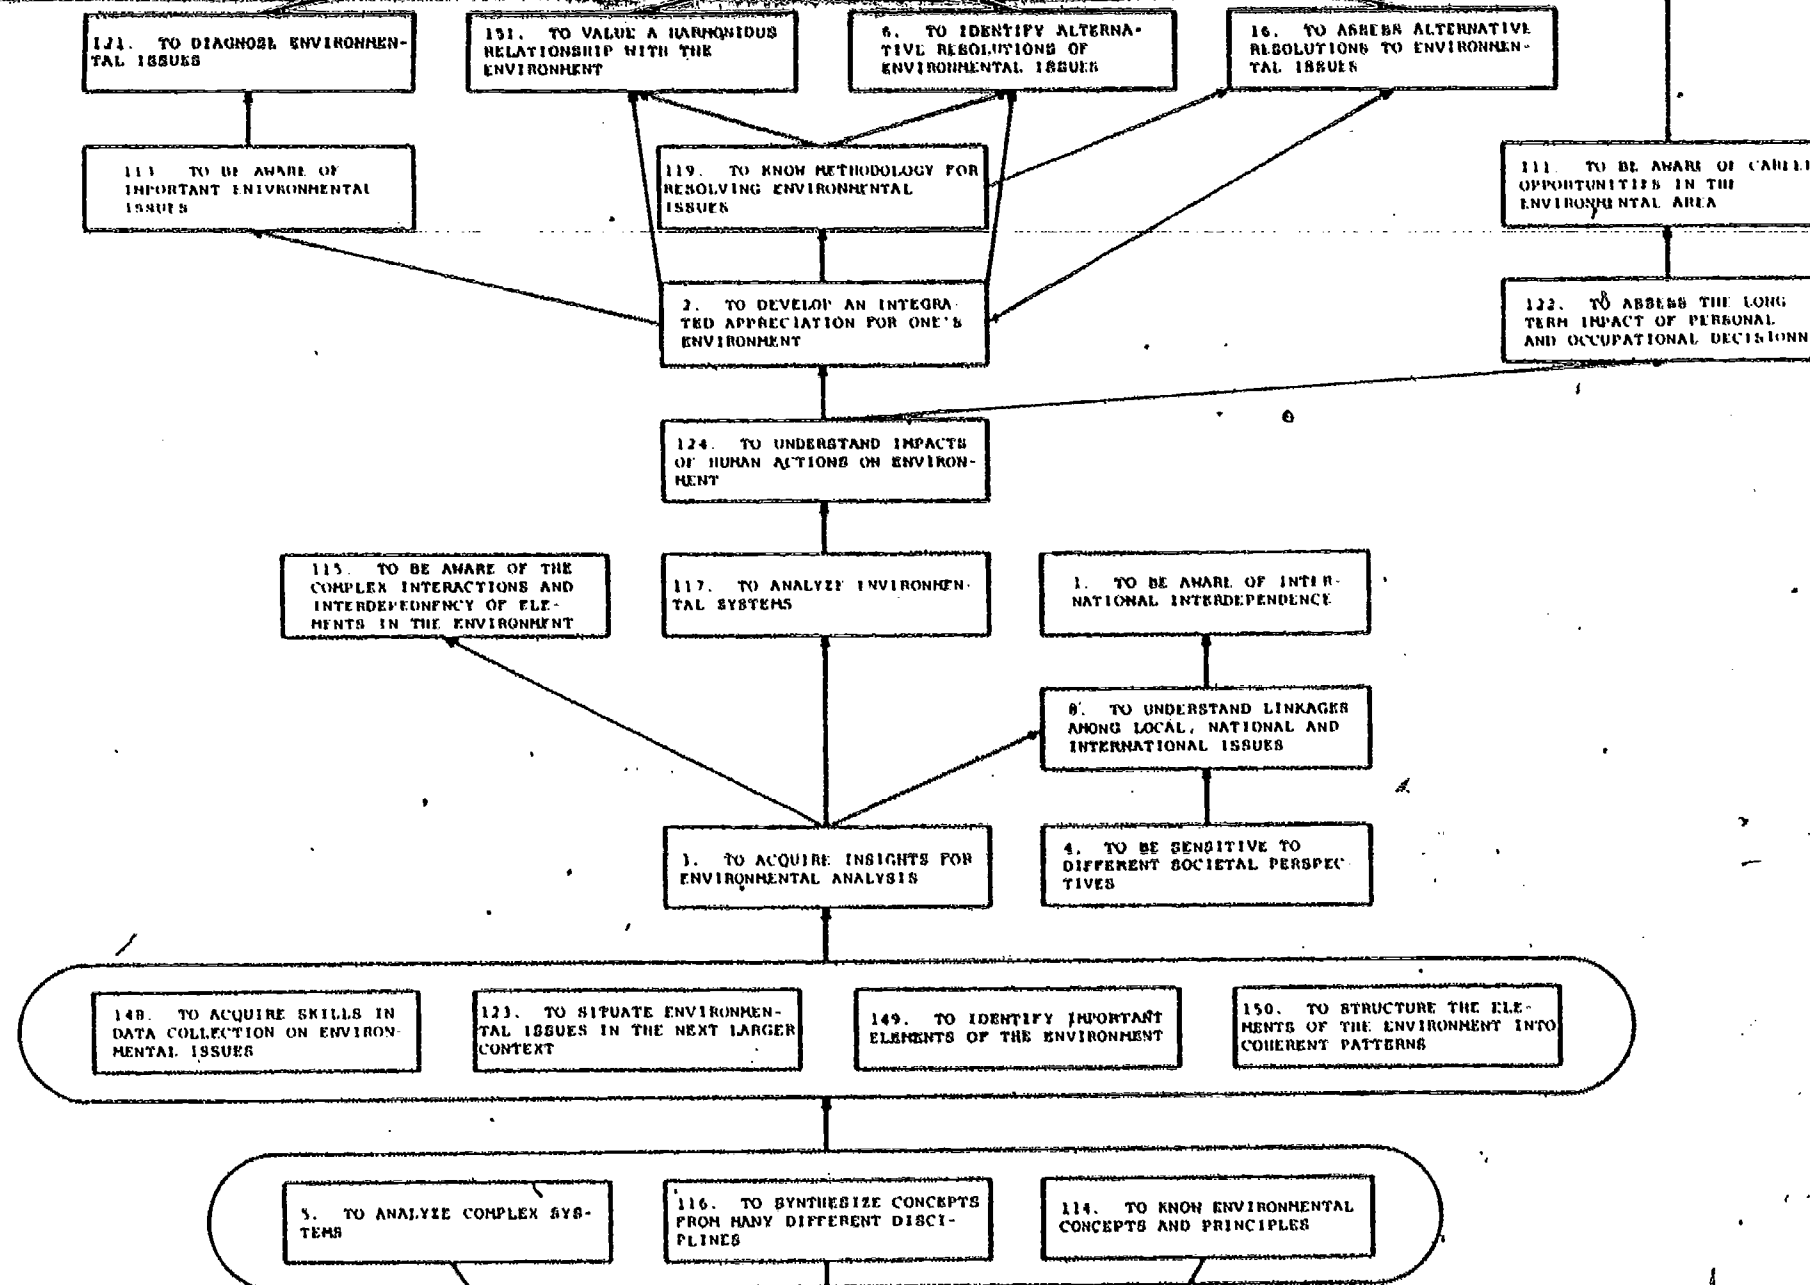 121. TO DIAGNOSE ENVIRONMEN-
TAL ISSUES
151. TO VALUE A HARMONIOUS
RELATIONSHIP WITH THE
ENVIRONMENT
6. TO IDENTIFY ALTERNA-
TIVE RESOLUTIONS OF
ENVIRONMENTAL ISSUES
16. TO ASSESS ALTERNATIVE
RESOLUTIONS TO ENVIRONMEN-
TAL ISSUES
113 TO BE AWARE OF
IMPORTANT ENIVRONMENTAL
ISSUES
119. TO KNOW METHODOLOGY FOR
RESOLVING ENVIRONMENTAL
ISSUES
111. TO BE AWARE OF
OPPORTUNITIES IN THE
ENVIRONMENTAL AREA
2. TO DEVELOP AN INTEGRA-
TED APPRECIATION FOR ONE'S
ENVIRONMENT
122. TO ASSESS THE LONG
TERM IMPACT OF PERSONAL
AND OCCUPATIONAL DECISIONN
124. TO UNDERSTAND IMPACTS
OF HUMAN ACTIONS ON ENVIRON-
MENT
115. TO BE AWARE OF THE
COMPLEX INTERACTIONS AND
INTERDEPEDNENCY OF ELE-
MENTS IN THE ENVIRONMENT
117. TO ANALYZE ENVIRONMEN-
TAL SYSTEMS
1. TO BE AWARE OF INTER-
NATIONAL INTERDEPENDENCE
8. TO UNDERSTAND LINKAGES
AMONG LOCAL, NATIONAL AND
INTERNATIONAL ISSUES
3. TO ACQUIRE INSIGHTS FOR
ENVIRONMENTAL ANALYSIS
4. TO BE SENSITIVE TO
DIFFERENT SOCIETAL PERSPEC-
TIVES
148. TO ACQUIRE SKILLS IN
DATA COLLECTION ON ENVIRON-
MENTAL ISSUES
123. TO SITUATE ENVIRONMEN-
TAL ISSUES IN THE NEXT LARGER
CONTEXT
149. TO IDENTIFY IMPORTANT
ELEMENTS OF THE ENVIRONMENT
150. TO STRUCTURE THE ELE-
MENTS OF THE ENVIRONMENT INTO
COHERENT PATTERNS
5. TO ANALYZE COMPLEX SYS-
TEMS
116. TO SYNTHESIZE CONCEPTS
FROM MANY DIFFERENT DISCI-
PLINES
114. TO KNOW ENVIRONMENTAL
CONCEPTS AND PRINCIPLES